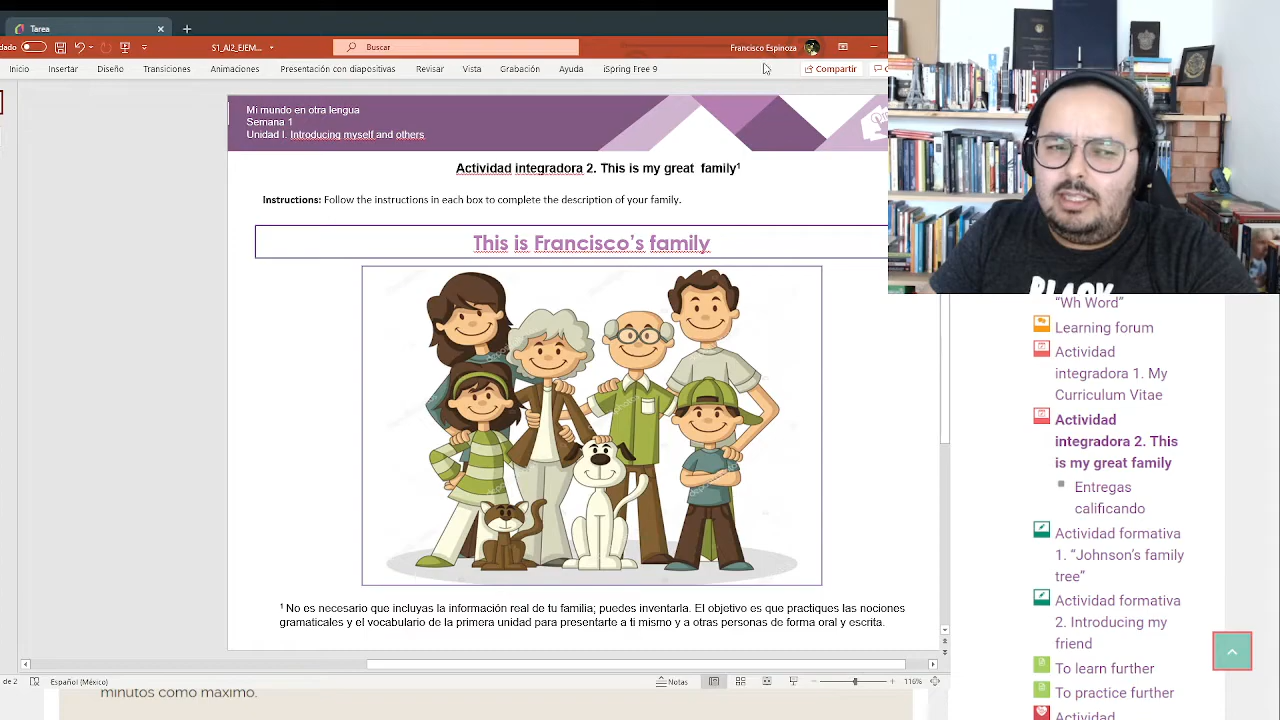 Tarea
dado
S1_AI2_EIEM...
Buscar
Francisco Espinoza
Inicio Insertar Diseño Transiciones Animaciones Revisar Vista Grabación Ayuda iSpring Free 9
Compartir
Mi mundo en otra lengua
Semana 1
Unidad I. Introducing myself and others
Actividad integradora 2. This is my great family¹
Instructions: Follow instructions in each box to complete the description of your family.
This is Francisco's family
¹ No es necesario que incluyas la información real de tu familia; puedes inventarla. El objetivo es que practiques las nociones
gramaticales y el vocabulario de la primera unidad para presentarte a ti mismo y a otras personas de forma oral y escrita.
de 2
Español (México)
Notas
116%
minutos como máximo.
BLACK
"Wh Word"
Learning forum
Actividad
integradora 1. My
Curriculum Vitae
Actividad
integradora 2. This
is my great family
Entregas
calificando
Actividad formativa
1. "Johnson's family
tree"
Actividad formativa
2. Introducing my
friend
To learn further
To practice further
Actividad